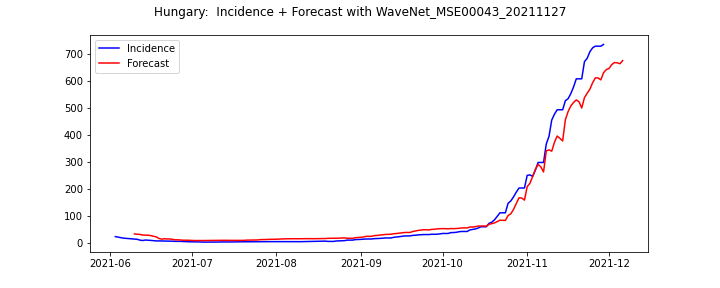 Hungary:  Incidence + Forecast with WaveNet_MSE00043_20211127
Incidence
Forecast
700
600
500
400
300
200
100
0
2021-06 2021-07 2021-08 2021-09 2021-10 2021-11 2021-12